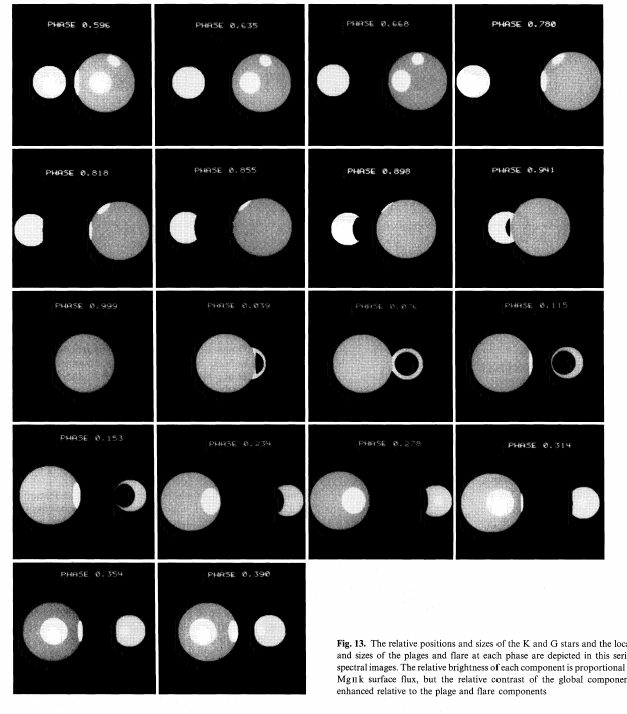 PHASE 0.596
PHASE 0.635
PHASE 0.668
PHASE 0.780
PHASE 0.818
PHASE 0.855
PHASE 0.898
PHASE 0.941
PHASE 0.999
PHASE 0.039
PHASE 0.076
PHASE 0.115
PHASE 0.153
PHASE 0.234
PHASE 0.278
PHASE 0.314
PHASE 0.354
PHASE 0.390
Fig. 13. The relative positions and sizes of the K and G stars and the loca
and sizes of the plages and flare at each phase are depicted in this seri
spectral images. The relative brightness of each component is proportional
Mg II k surface flux, but the relative contrast of the global componen
enhanced relative to the plage and flare components